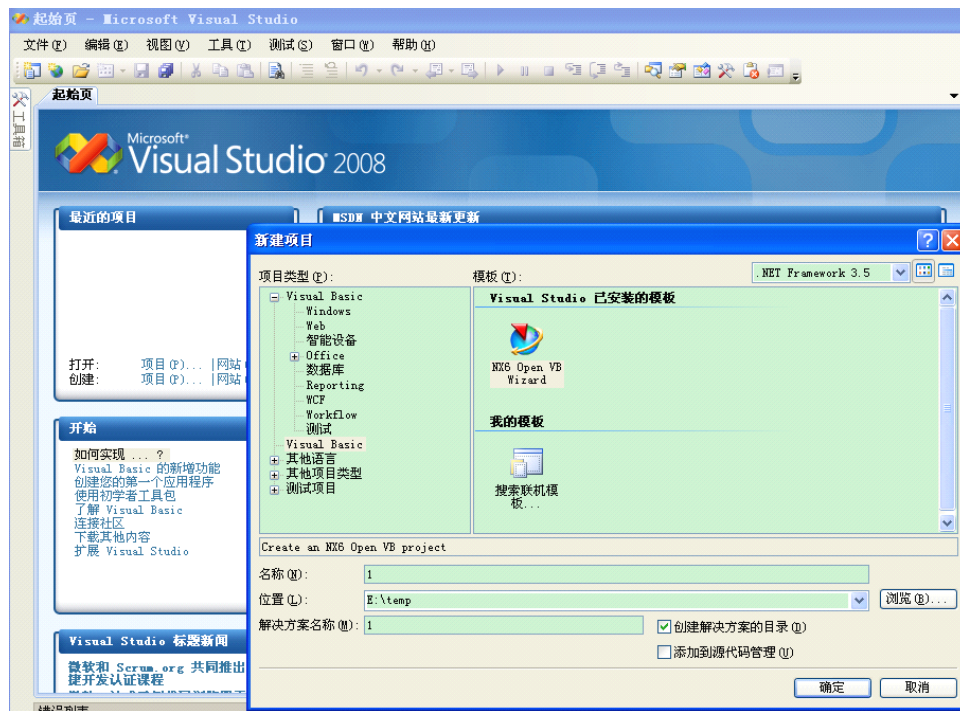 起始页 - Microsoft Visual Studio
文件(F) 编辑(E) 视图(V) 工具(T) 测试(S) 窗口(W) 帮助(H)
起始页
工具箱
Microsoft®
Visual Studio 2008
最近的项目
MSDN 中文网站最新更新
打开: 项目(P)... |网站
创建: 项目(P)... |网站
开始
如何实现 ... ?
Visual Basic 的新增功能
创建您的第一个应用程序
使用初学者工具包
了解 Visual Basic
连接社区
下载其他内容
扩展 Visual Studio
Visual Studio 标题新闻
微软和 Scrum.org 共同推出
捷开发认证课程
新建项目
项目类型(P):
模板(T):
.NET Framework 3.5
Visual Basic
Windows
Web
智能设备
Office
数据库
Reporting
WCF
Workflow
测试
Visual Basic
其他语言
其他项目类型
测试项目
Visual Studio 已安装的模板
NX6 Open VB
Wizard
我的模板
搜索联机模
板...
Create an NX6 Open VB project
名称(N): 1
位置(L): E:\temp 浏览(B)...
解决方案名称(M): 1
创建解决方案的目录(D)
添加到源代码管理(U)
确定 取消